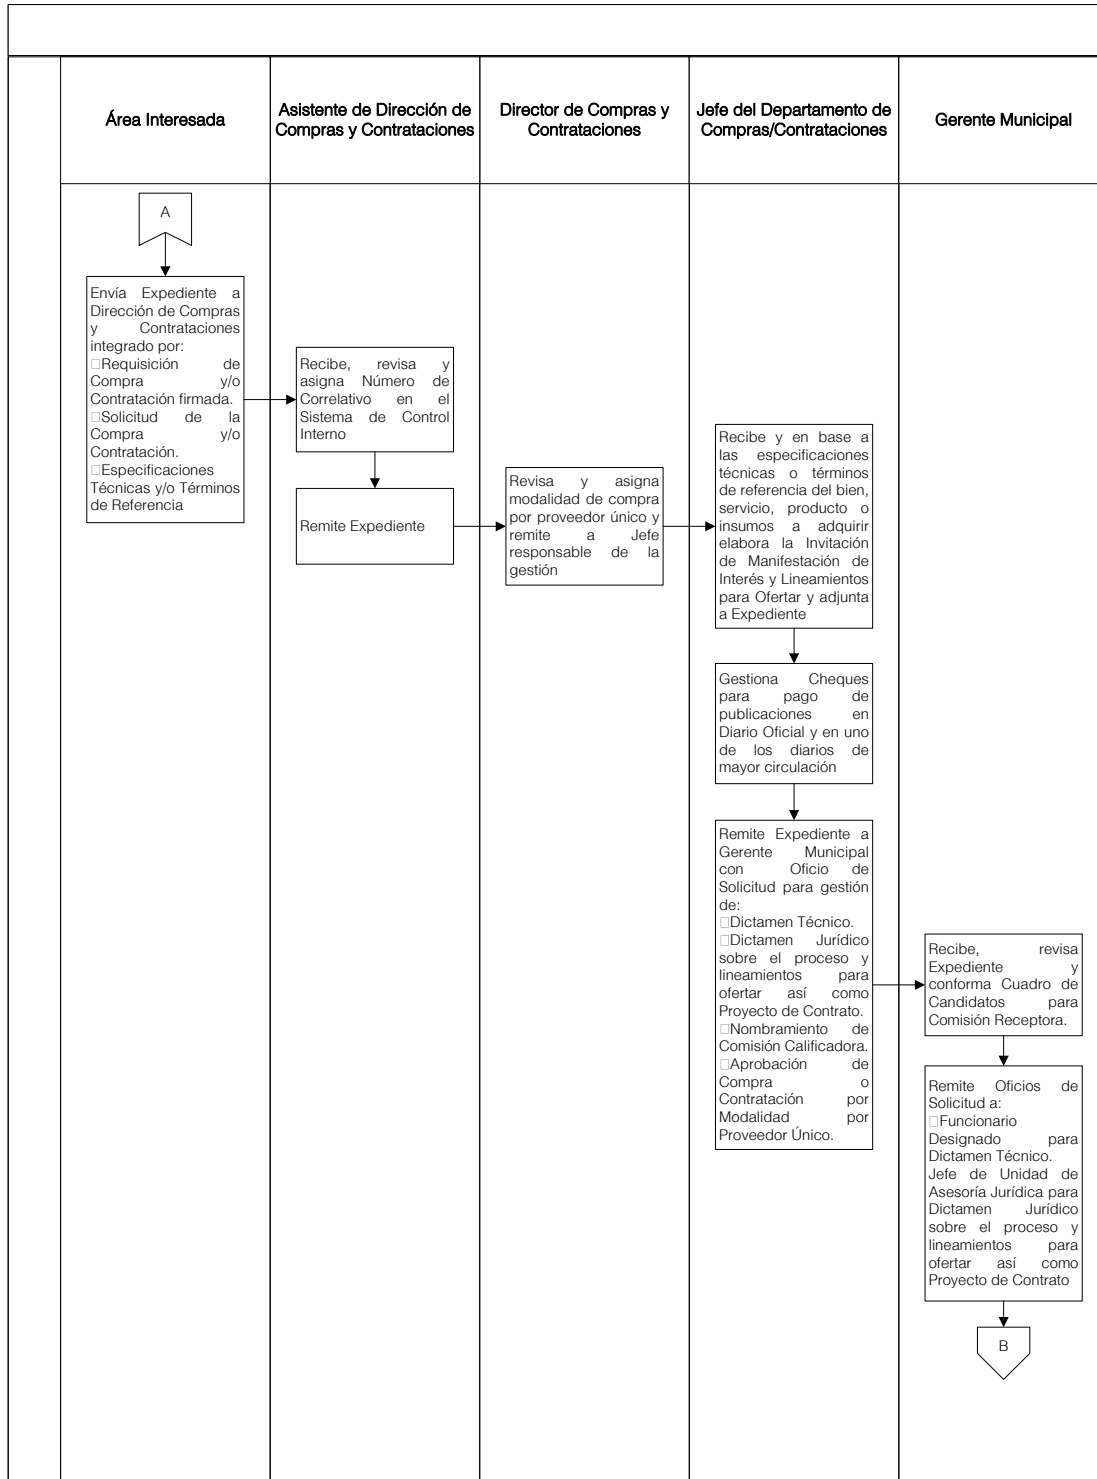 Área Interesada
Asistente de Dirección de
Compras y Contrataciones
Director de Compras y
Contrataciones
Jefe del Departamento de
Compras/Contrataciones
Gerente Municipal
A
Envía Expediente a
Dirección de Compras
y Contrataciones
integrado por:
□Requisición de
Compra y/o
Contratación firmada.
□Solicitud de la
Compra y/o
Contratación.
□Especificaciones
Técnicas y/o Términos
de Referencia
Recibe, revisa y
asigna Número de
Correlativo en el
Sistema de Control
Interno
Remite Expediente
Revisa y asigna
modalidad de compra
por proveedor único y
remite a Jefe
responsable de la
gestión
Recibe y en base a
las especificaciones
técnicas o términos
de referencia del bien,
servicio, producto o
insumos a adquirir
elabora la Invitación
de Manifestación de
Interés y Lineamientos
para Ofertar y adjunta
a Expediente
Gestiona Cheques
para pago de
publicaciones en
Diario Oficial y en uno
de los diarios de
mayor circulación
Remite Expediente a
Gerente Municipal
con Oficio de
Solicitud para gestión
de:
□Dictamen Técnico.
□Dictamen Jurídico
sobre el proceso y
lineamientos para
ofertar así como
Proyecto de Contrato.
□Nombramiento de
Comisión Calificadora.
□Aprobación de
Compra o
Contratación por
Modalidad por
Proveedor Único.
Recibe, revisa
Expediente y
conforma Cuadro de
Candidatos para
Comisión Receptora.
Remite Oficios de
Solicitud a:
□Funcionario
Designado para
Dictamen Técnico.
Jefe de Unidad de
Asesoría Jurídica para
Dictamen Jurídico
sobre el proceso y
lineamientos para
ofertar así como
Proyecto de Contrato
B